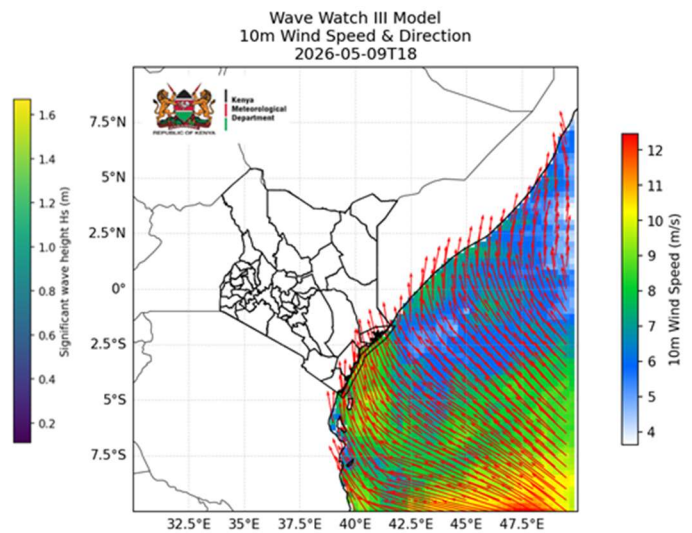 Wave Watch III Model
10m Wind Speed & Direction
2026-05-09T18
Kenya
Meteorological
Department
REPUBLIC OF KENYA
7.5°N
5°N
2.5°N
0°
2.5°S
5°S
7.5°S
32.5°E 35°E 37.5°E 40°E 42.5°E 45°E 47.5°E
1.6
1.4
1.2
1.0
0.8
0.6
0.4
0.2
Significant wave height Hs (m)
12
11
10
9
8
7
6
5
4
10m Wind Speed (m/s)